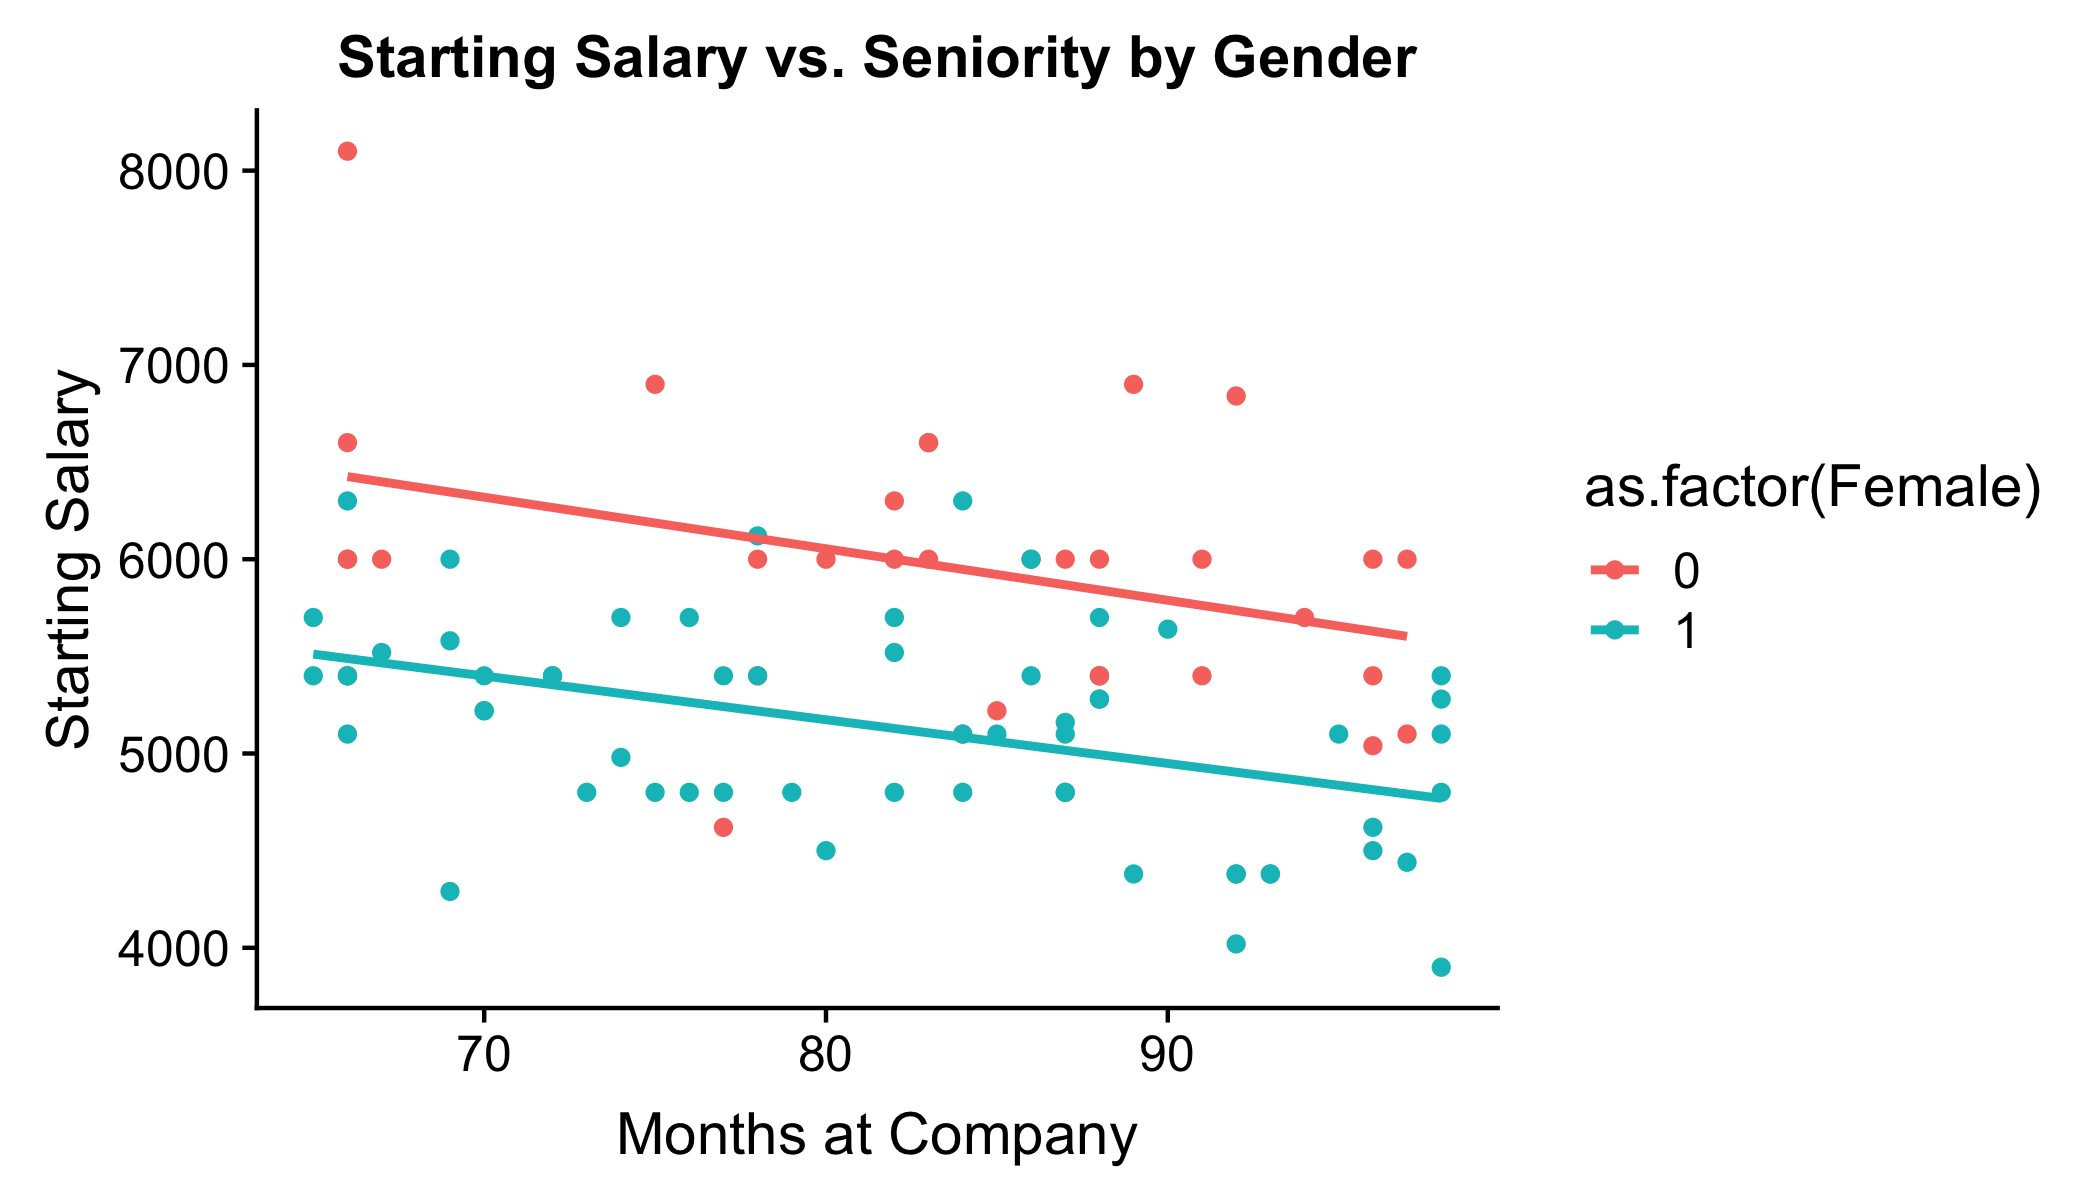 Starting Salary vs. Seniority by Gender
8000
7000
6000
5000
4000
Starting Salary
70 80 90
Months at Company
as.factor(Female)
0
1